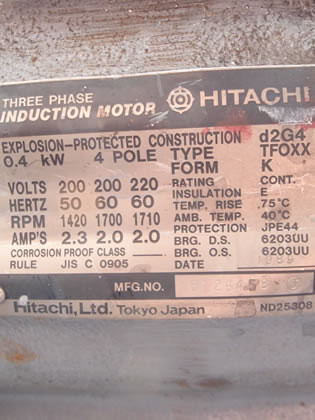 THREE PHASE
INDUCTION MOTOR HITACHI
EXPLOSION-PROTECTED CONSTRUCTION d2G4
0.4 kW 4 POLE TYPE TFOXX
FORM K
VOLTS 200 200 220 RATING CONT.
HERTZ 50 60 60 INSULATION E
RPM 1420 1700 1710 TEMP. RISE .75°C
AMP'S 2.3 2.0 2.0 AMB. TEMP. 40°C
PROTECTION JPE44
CORROSION PROOF CLASS BRG. D.S. 6203UU
RULE JIS C 0905 BRG. O.S. 6203UU
DATE 1989
MFG.NO.
Hitachi, Ltd. Tokyo Japan ND25308